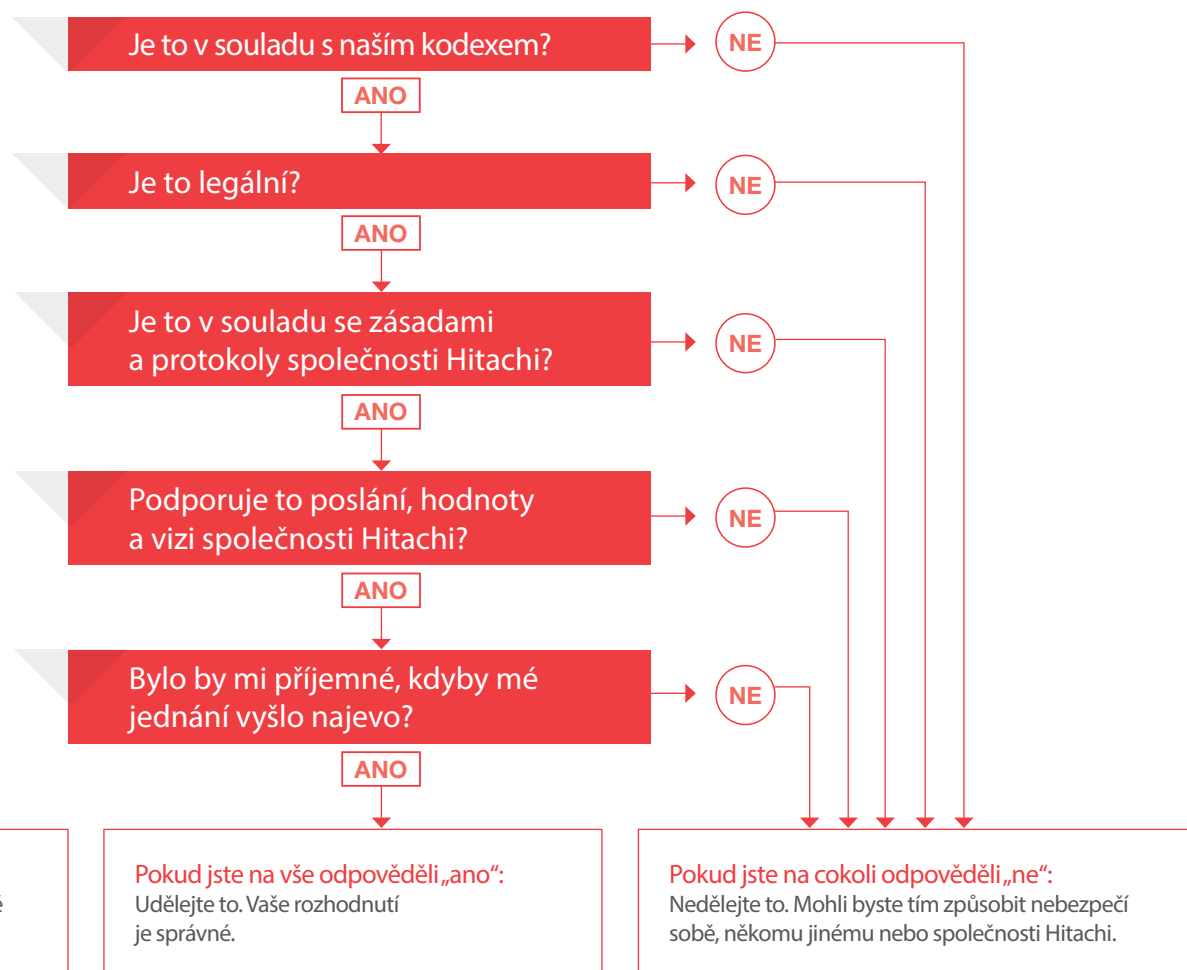 Je to v souladu s naším kodexem?
NE
ANO
Je to legální?
NE
ANO
Je to v souladu se zásadami
a protokoly společnosti Hitachi?
NE
ANO
Podporuje to poslání, hodnoty
a vizi společnosti Hitachi?
NE
ANO
Bylo by mi příjemné, kdyby mé
jednání vyšlo najevo?
NE
ANO
Pokud jste na vše odpověděli „ano“:
Udělejte to. Vaše rozhodnutí
je správné.
Pokud jste na cokoli odpověděli „ne“:
Nedělejte to. Mohli byste tím způsobit nebezpečí
sobě, někomu jinému nebo společnosti Hitachi.